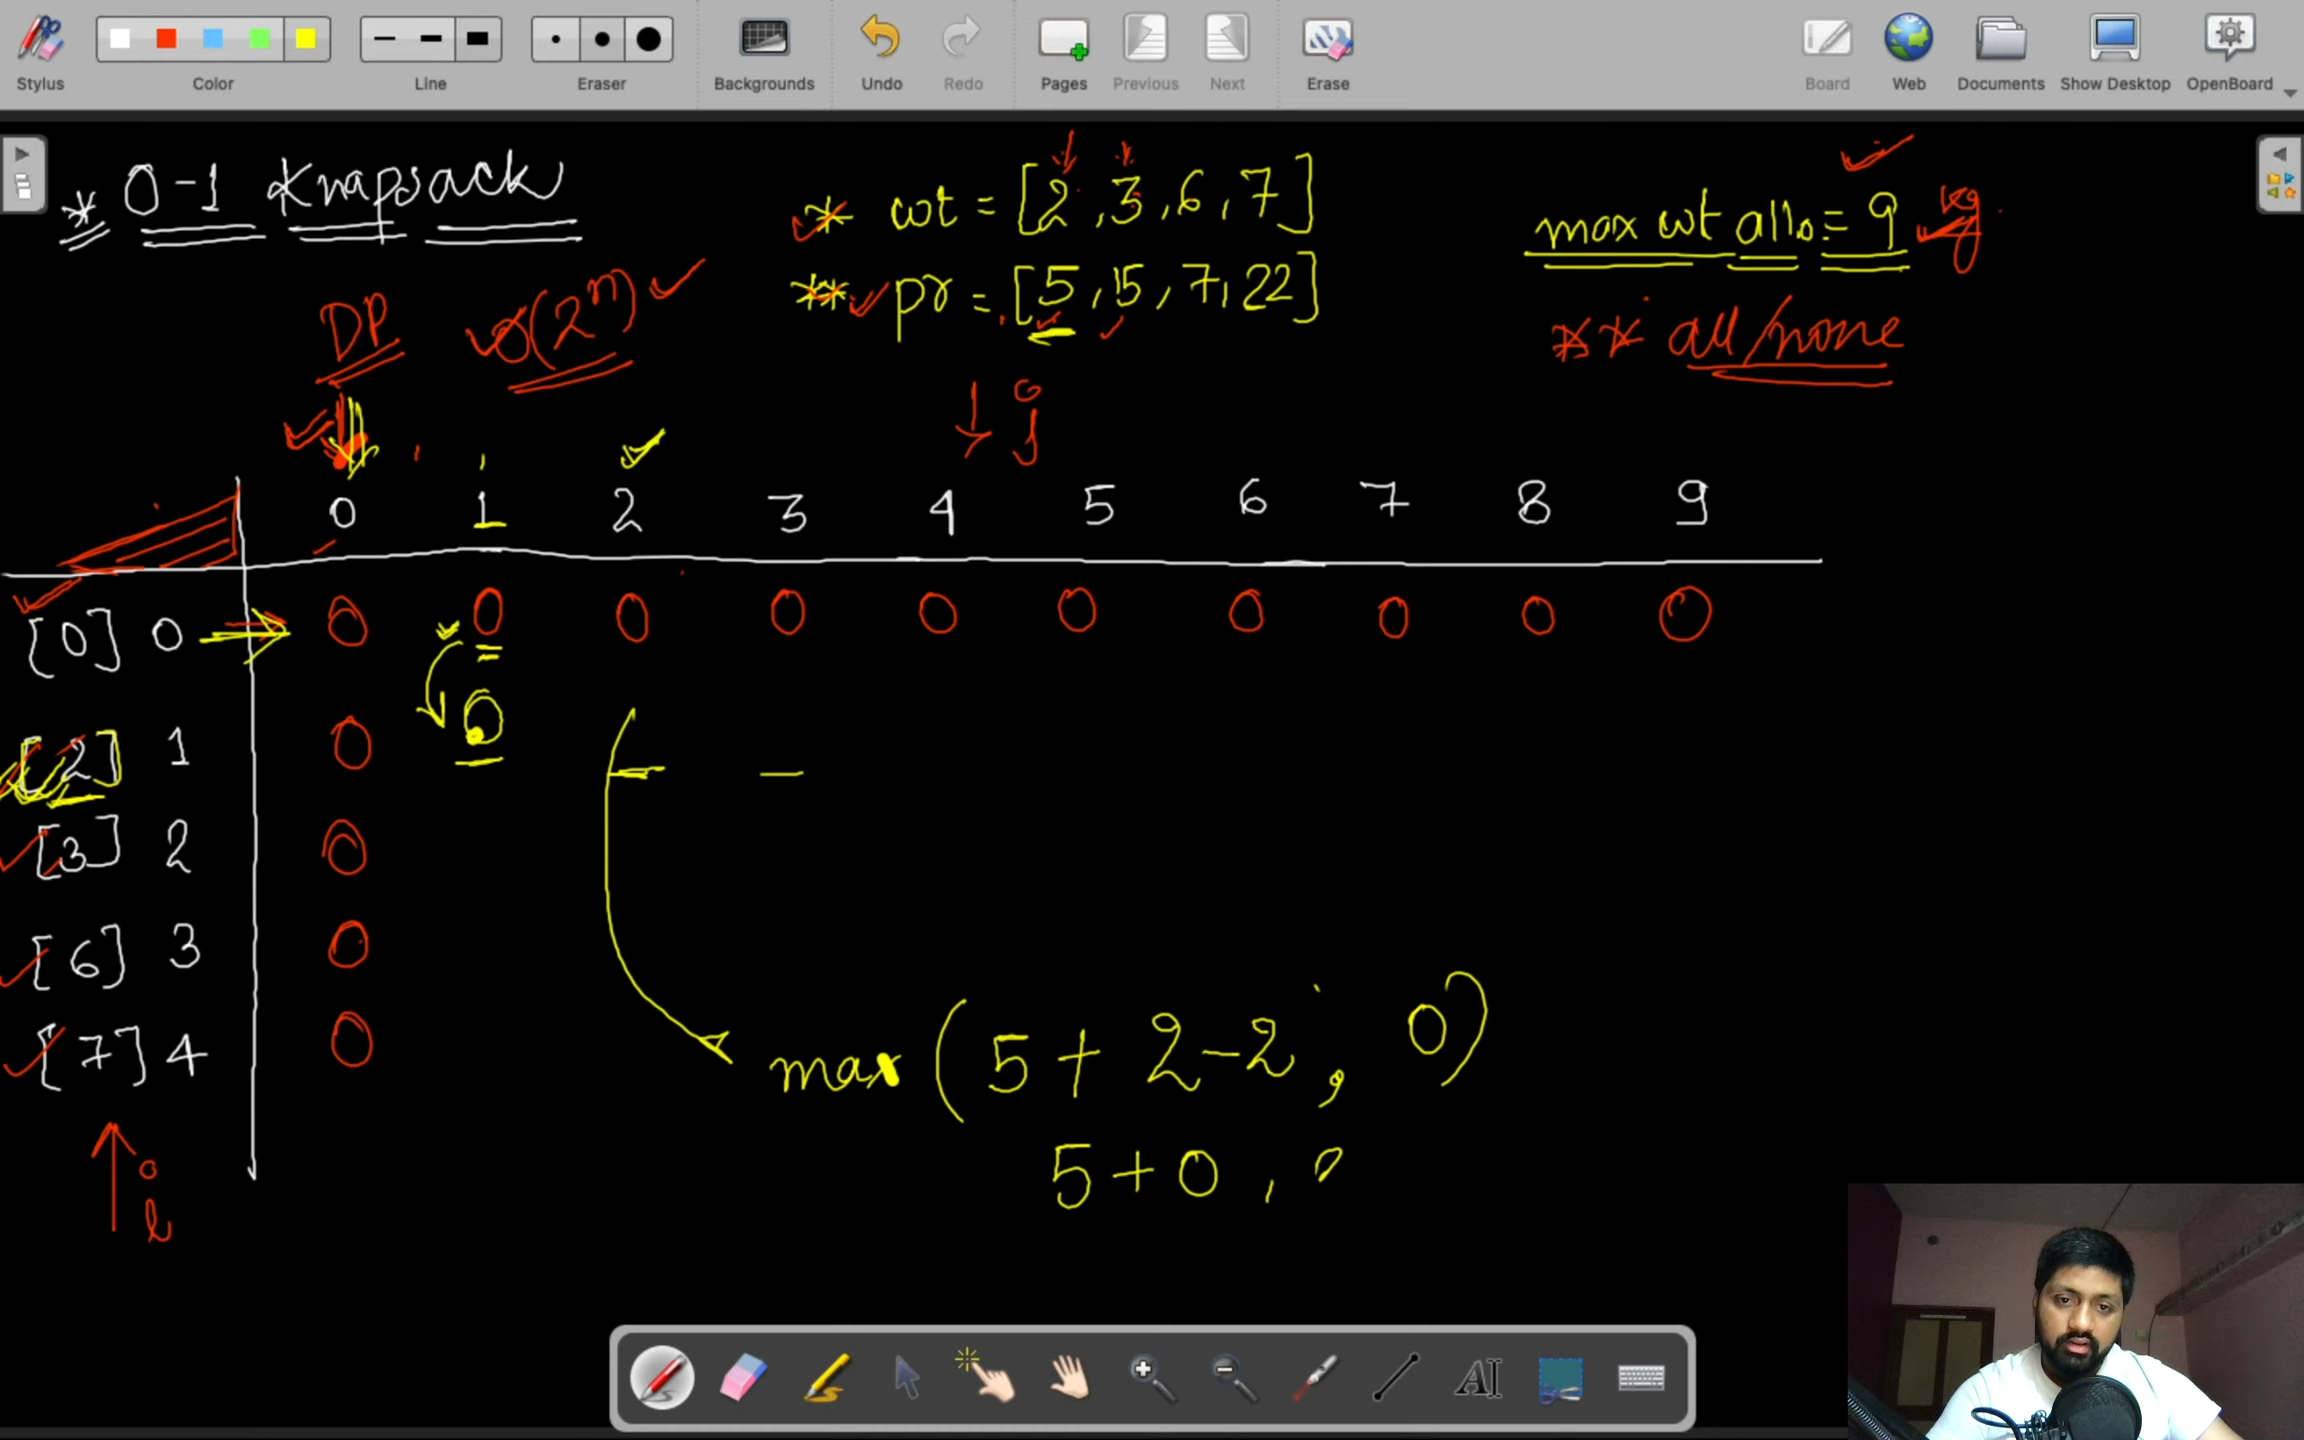 Stylus Color Line Eraser Backgrounds Undo Redo Pages Previous Next Erase Board Web Documents Show Desktop OpenBoard
* 0-1 Knapsack
* wt = [2,3,6,7]
max wt allo = 9 kg
** pr = [5,15,7,22]
** all/none
DP O(2^n)
j
0 1 2 3 4 5 6 7 8 9
[0] 0 0 0 0 0 0 0 0 0 0 0
[2] 1 0 0
[3] 2 0
[6] 3 0
[7] 4 0
max (5+2-2, 0)
5+0, 0
i
AI